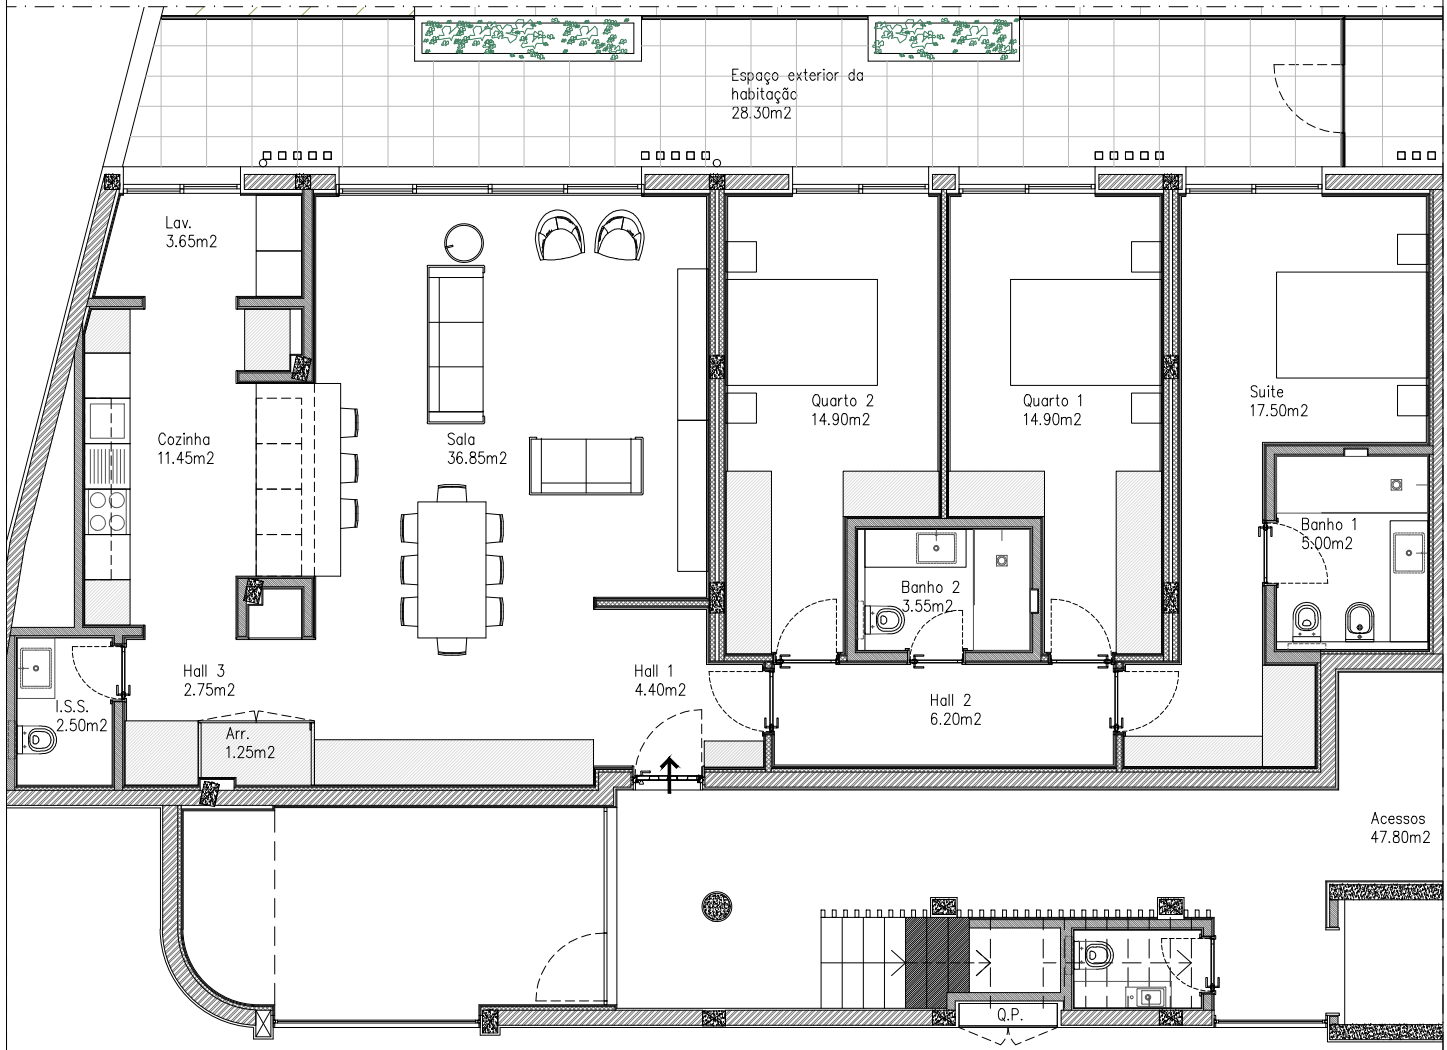 Espaço exterior da
habitação
28.30m2
Lav.
3.65m2
Quarto 2
14.90m2
Quarto 1
14.90m2
Suite
17.50m2
Cozinha
11.45m2
Sala
36.85m2
Banho 1
5.00m2
Banho 2
3.55m2
Hall 3
2.75m2
Hall 1
4.40m2
Hall 2
6.20m2
I.S.S.
2.50m2
Arr.
1.25m2
Acessos
47.80m2
Q.P.